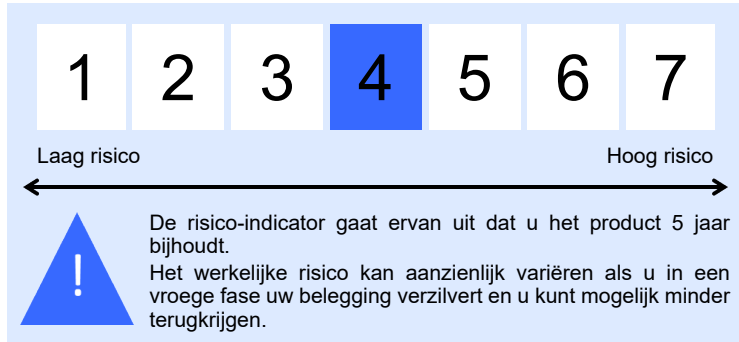 1 2 3 4 5 6 7
Laag risico Hoog risico
De risico-indicator gaat ervan uit dat u het product 5 jaar
bijhoudt.
Het werkelijke risico kan aanzienlijk variëren als u in een
vroege fase uw belegging verzilvert en u kunt mogelijk minder
terugkrijgen.
!